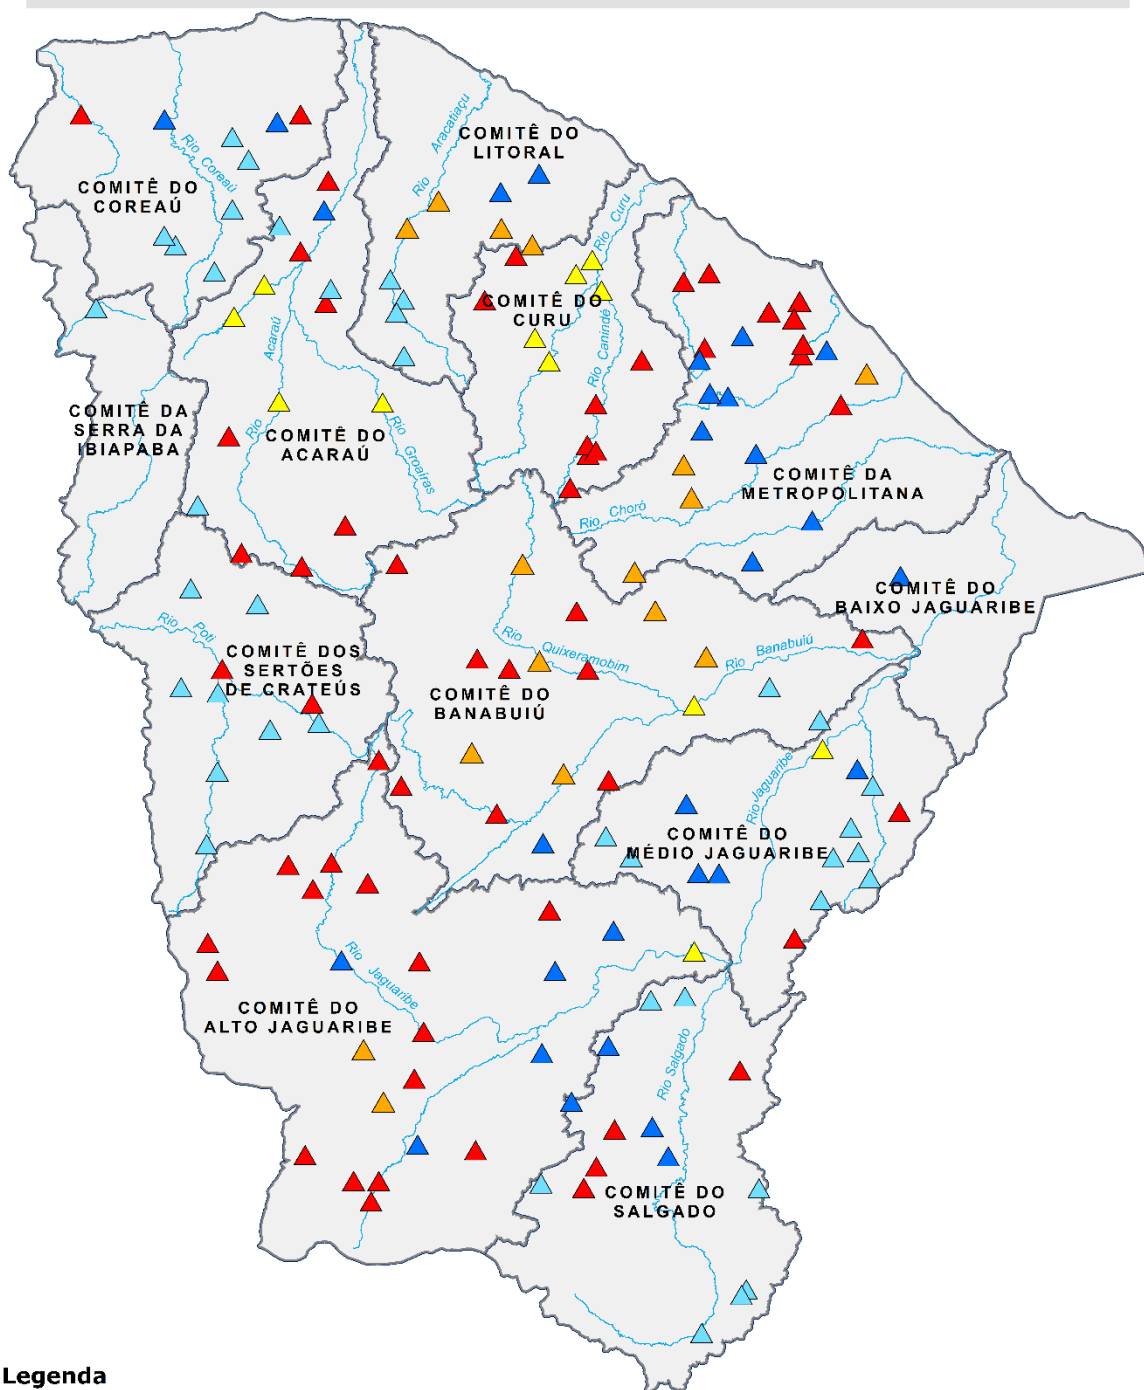 Rio Aracatiaçu
COMITÊ DO
LITORAL
Rio Coreaú
COMITÊ DO
COREAÚ
Rio Curu
COMITÊ DO
CURU
Rio Canindé
Rio Acaraú
COMITÊ DA
SERRA DA
IBIAPABA
COMITÊ DO
ACARAÚ
Rio Groaíras
COMITÊ DA
METROPOLITANA
Rio Choró
COMITÊ DO
BAIXO JAGUARIBE
Rio Poti
COMITÊ DOS
SERTÕES
DE CRATEÚS
Rio Quixeramobim
Rio Banabuiú
COMITÊ DO
BANABUIÚ
Rio Jaguaribe
COMITÊ DO
MÉDIO JAGUARIBE
Rio Jaguaribe
COMITÊ DO
ALTO JAGUARIBE
Rio Salgado
COMITÊ DO
SALGADO
Legenda